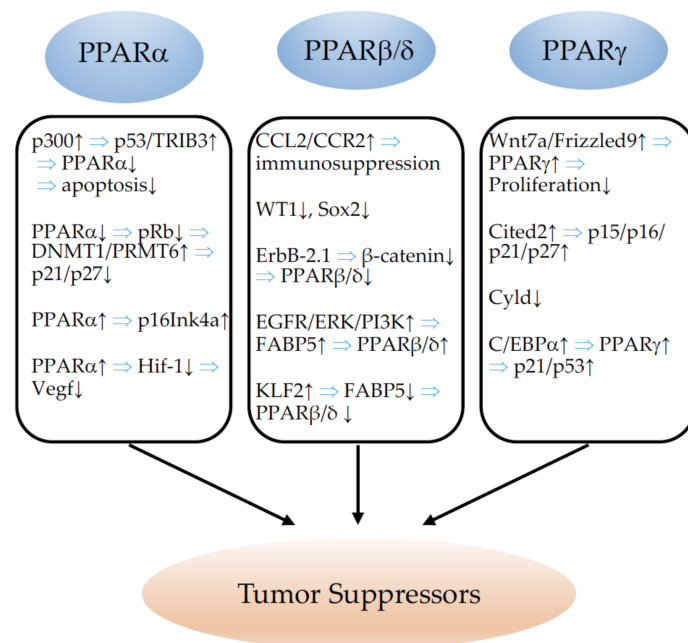 PPARα
PPARβ/δ
PPARγ
p300↑ ⇒ p53/TRIB3↑
⇒ PPARα↓
⇒ apoptosis↓
PPARα↓ ⇒ pRb↓ ⇒
DNMT1/PRMT6↑ ⇒
p21/p27↓
PPARα↑ ⇒ p16Ink4a↑
PPARα↑ ⇒ Hif-1↓ ⇒
Vegf↓
CCL2/CCR2↑ ⇒
immunosuppression
WT1↓, Sox2↓
ErbB-2.1 ⇒ β-catenin↓
⇒ PPARβ/δ↓
EGFR/ERK/PI3K↑ ⇒
FABP5↑ ⇒ PPARβ/δ↑
KLF2↑ ⇒ FABP5↓ ⇒
PPARβ/δ ↓
Wnt7a/Frizzled9↑ ⇒
PPARγ↑ ⇒
Proliferation↓
Cited2↑ ⇒ p15/p16/
p21/p27↑
Cyld↓
C/EBPα↑ ⇒ PPARγ↑
⇒ p21/p53↑
Tumor Suppressors